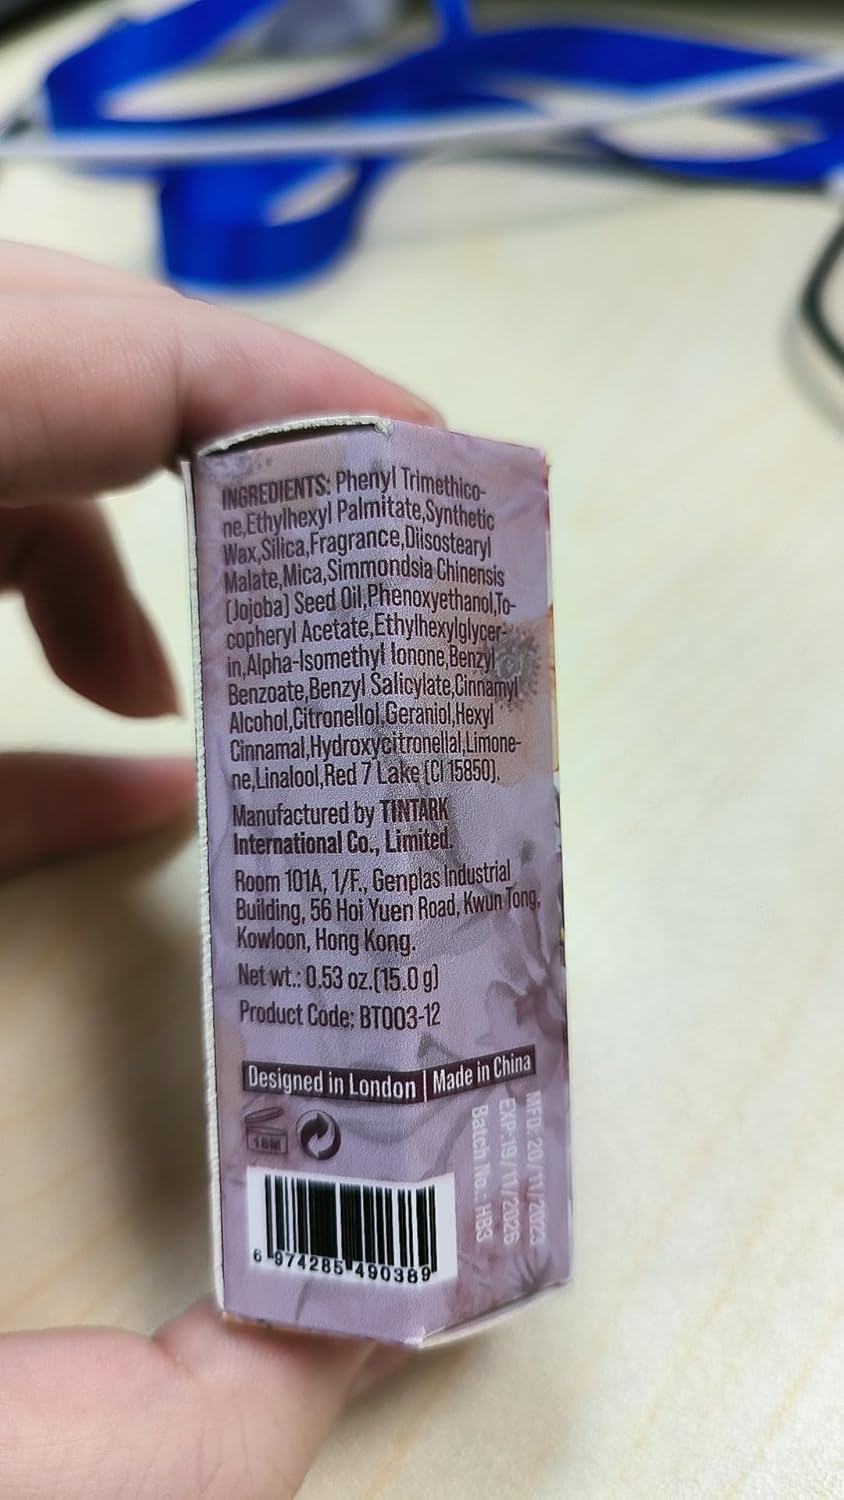 INGREDIENTS: Phenyl Trimethico-
ne,Ethylhexyl Palmitate,Synthetic
Wax,Silica,Fragrance,Diisostearyl
Malate,Mica,Simmondsia Chinensis
(Jojoba) Seed Oil,Phenoxyethanol,To-
copheryl Acetate,Ethylhexylglycer-
in,Alpha-Isomethyl Ionone,Benzyl
Benzoate,Benzyl Salicylate,Cinnamyl
Alcohol,Citronellol,Geraniol,Hexyl
Cinnamal,Hydroxycitronellal,Limone-
ne,Linalool,Red 7 Lake (CI 15850).
Manufactured by TINTARK
International Co., Limited.
Room 101A, 1/F., Genplas Industrial
Building, 56 Hoi Yuen Road, Kwun Tong,
Kowloon, Hong Kong.
Net wt.: 0.53 oz.(15.0 g)
Product Code: BT003-12
Designed in London | Made in China
18M
MFD: 20/11/2023
EXP:19/11/2026
Batch No.: HB3
6 974285 490389